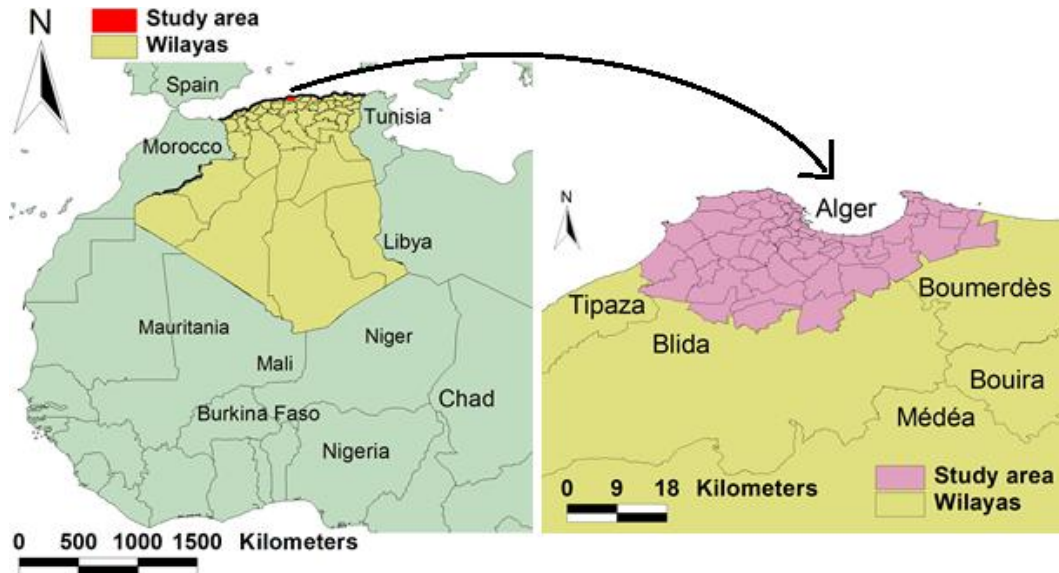 N
Study area
Wilayas
Spain
Tunisia
Morocco
Libya
Mauritania
Niger
Mali
Chad
Burkina Faso
Nigeria
0 500 1000 1500 Kilometers
N
Alger
Boumerdès
Tipaza
Blida
Bouira
Médéa
Study area
Wilayas
0 9 18 Kilometers